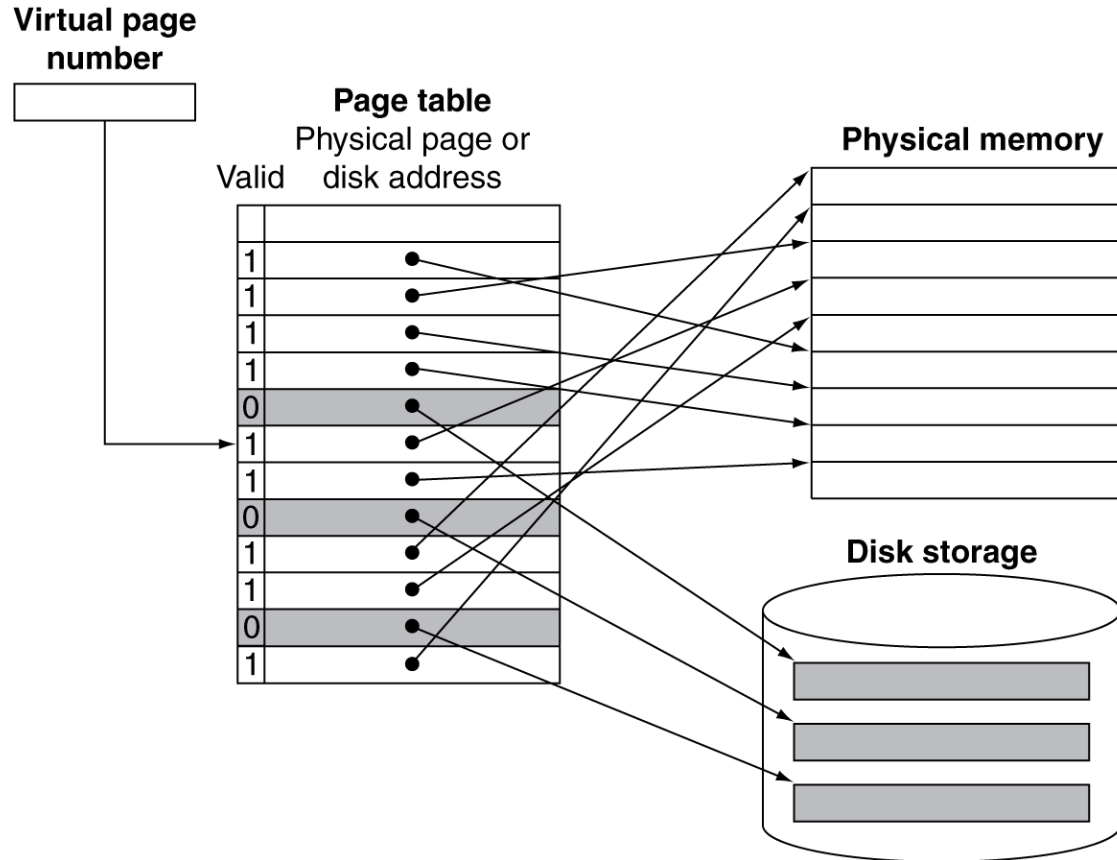 Virtual page
number
Page table
Physical page or
Valid disk address
Physical memory
1
1
1
1
0
1
1
0
1
1
0
1
Disk storage